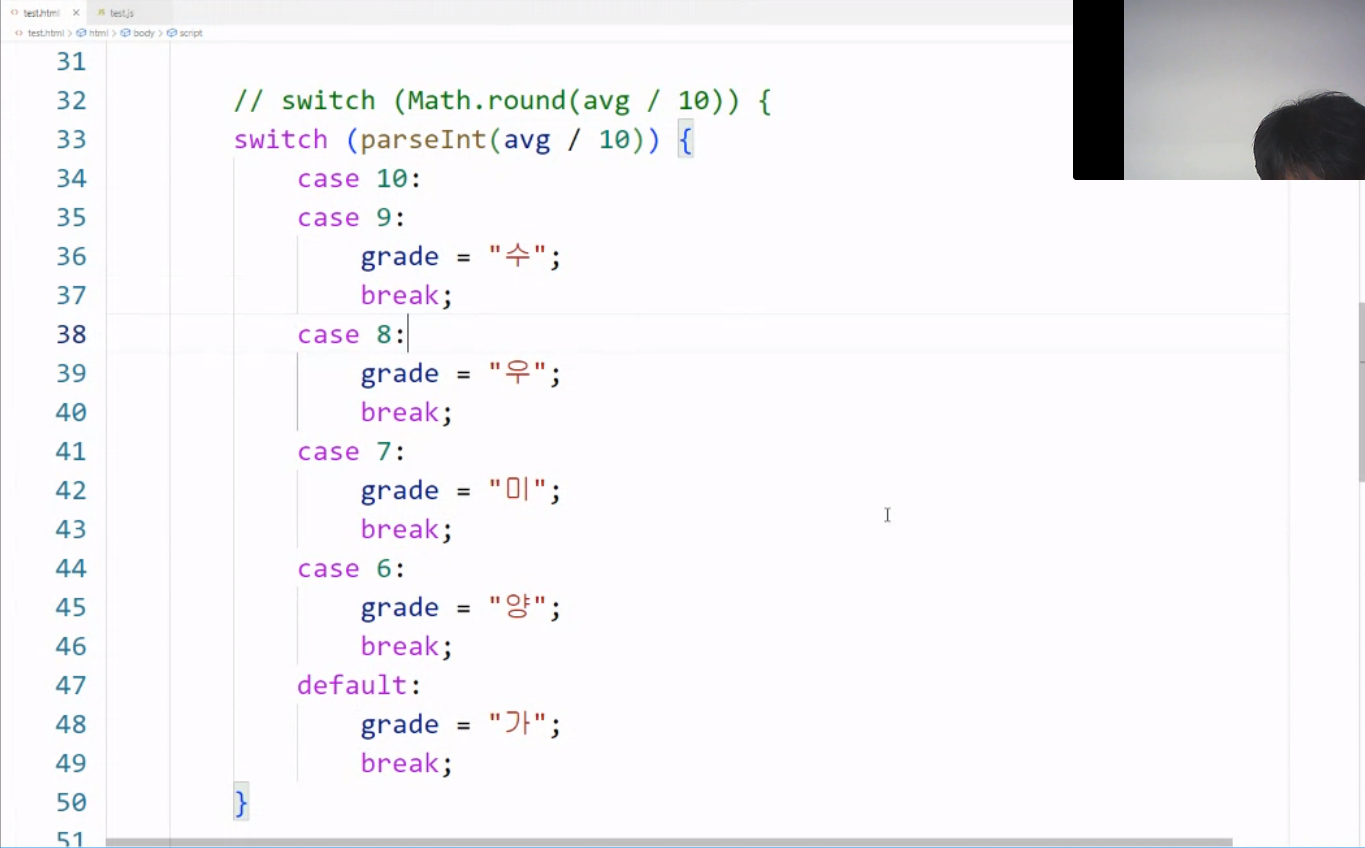 test.html × test.js
test.html > html > body > script
31
32 // switch (Math.round(avg / 10)) {
33 switch (parseInt(avg / 10)) {
34 case 10:
35 case 9:
36 grade = "수";
37 break;
38 case 8:
39 grade = "우";
40 break;
41 case 7:
42 grade = "미";
43 break;
44 case 6:
45 grade = "양";
46 break;
47 default:
48 grade = "가";
49 break;
50 }
51